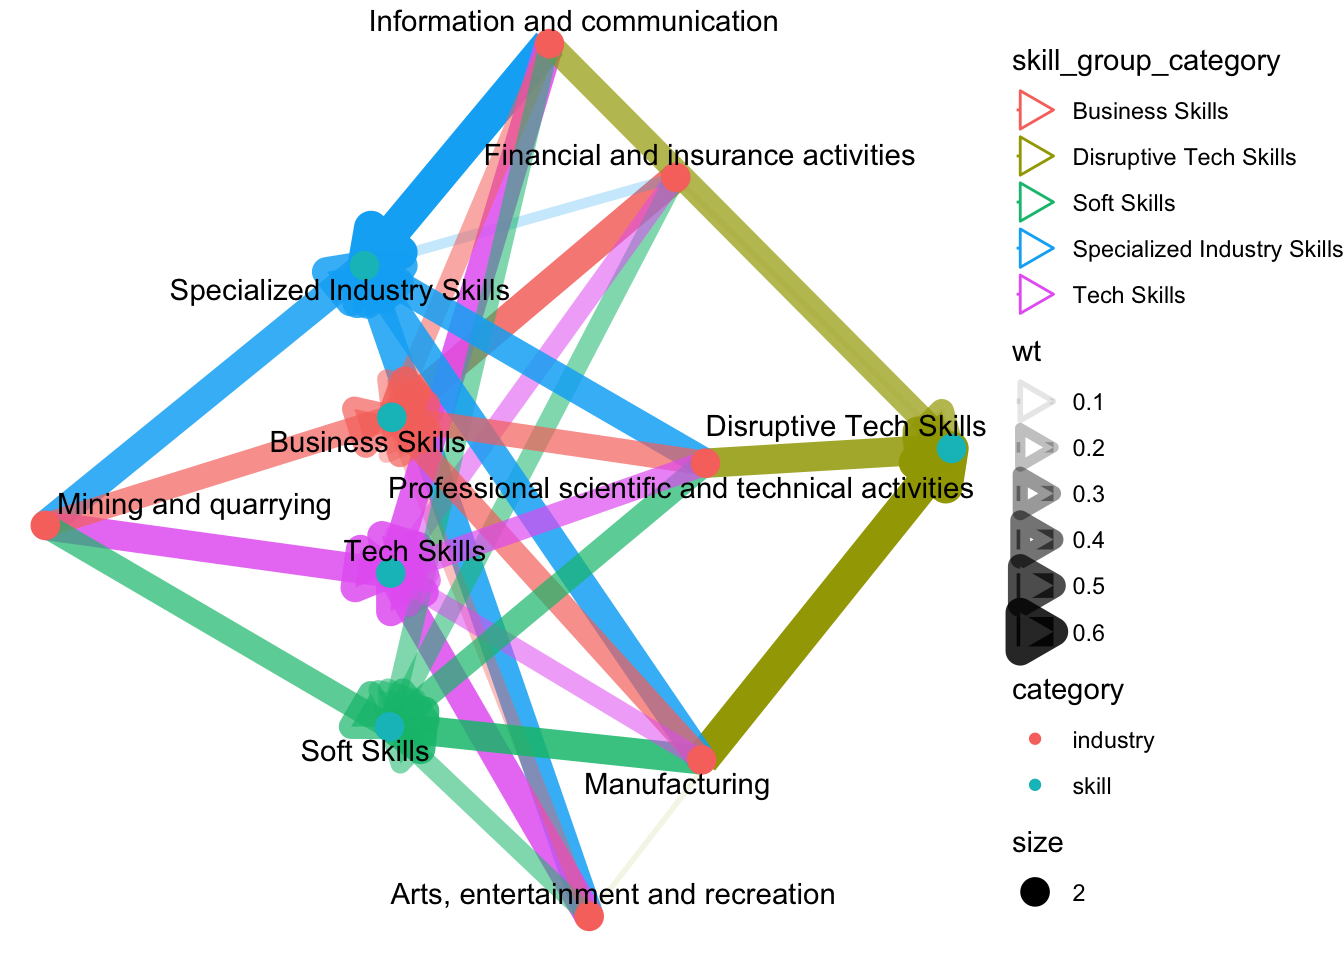 Information and communication
Financial and insurance activities
Specialized Industry Skills
Business Skills
Disruptive Tech Skills
Professional scientific and technical activities
Mining and quarrying
Tech Skills
Soft Skills
Manufacturing
Arts, entertainment and recreation
skill_group_category
Business Skills
Disruptive Tech Skills
Soft Skills
Specialized Industry Skills
Tech Skills
wt
0.1
0.2
0.3
0.4
0.5
0.6
category
industry
skill
size
2